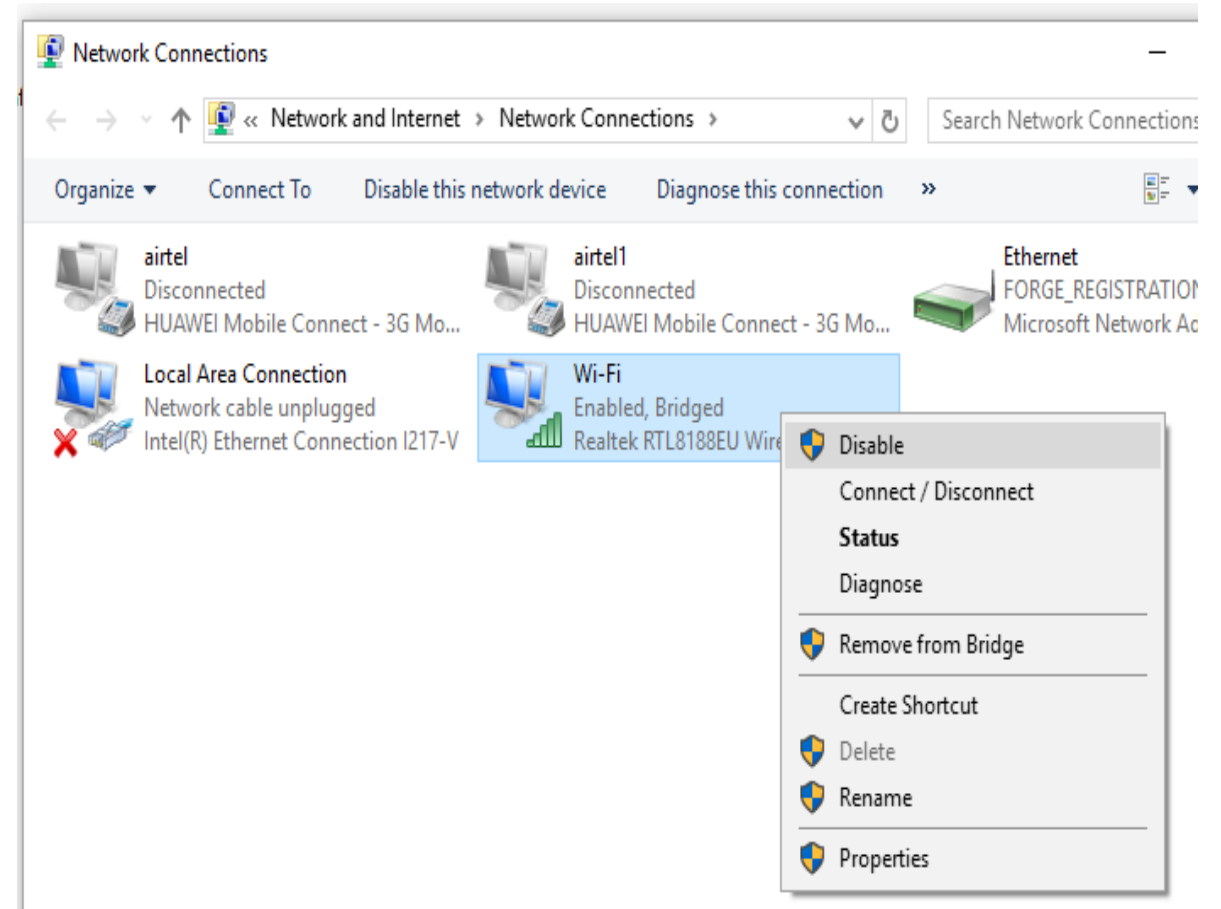 Network Connections
« Network and Internet › Network Connections ›
Search Network Connections
Organize Connect To Disable this network device Diagnose this connection »
airtel
Disconnected
HUAWEI Mobile Connect - 3G Mo...
airtel1
Disconnected
HUAWEI Mobile Connect - 3G Mo...
Ethernet
FORGE_REGISTRATION
Microsoft Network Ad
Local Area Connection
Network cable unplugged
Intel(R) Ethernet Connection I217-V
Wi-Fi
Enabled, Bridged
Realtek RTL8188EU Wire
Disable
Connect / Disconnect
Status
Diagnose
Remove from Bridge
Create Shortcut
Delete
Rename
Properties